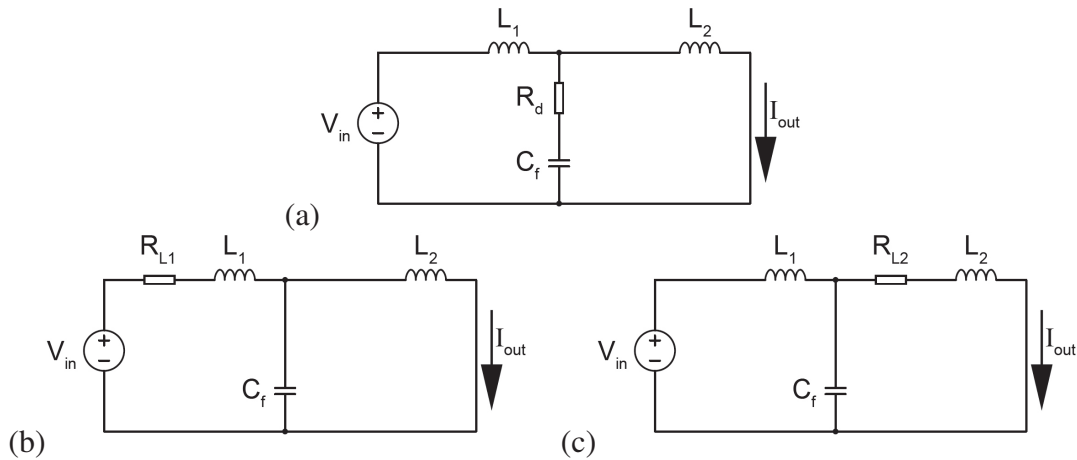 L1 L2
Rd
+
Vin
−
Cf
Iout
(a)
RL1 L1 L2
+
Vin
−
Cf
Iout
(b)
L1 RL2 L2
+
Vin
−
Cf
Iout
(c)